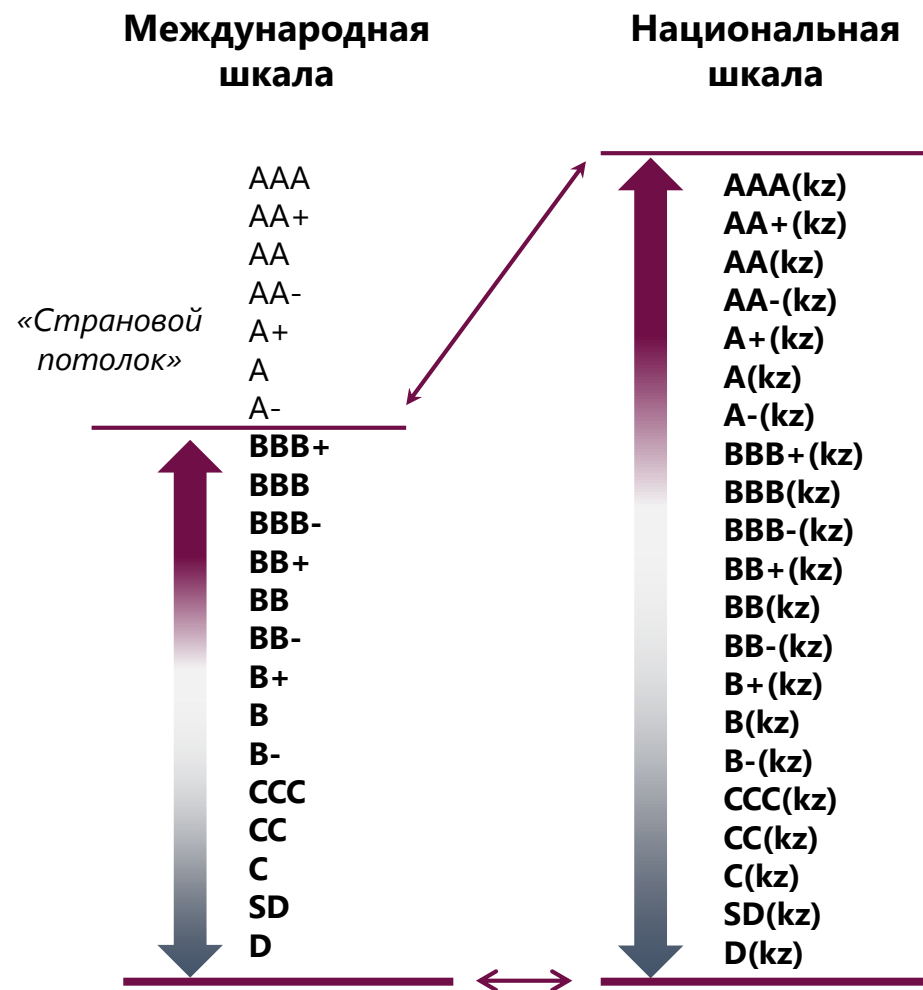 Международная
шкала
AAA
AA+
AA
AA-
A+
A
A-
BBB+
BBB
BBB-
BB+
BB
BB-
B+
B
B-
CCC
CC
C
SD
D
«Страновой
потолок»
Национальная
шкала
AAA(kz)
AA+(kz)
AA(kz)
AA-(kz)
A+(kz)
A(kz)
A-(kz)
BBB+(kz)
BBB(kz)
BBB-(kz)
BB+(kz)
BB(kz)
BB-(kz)
B+(kz)
B(kz)
B-(kz)
CCC(kz)
CC(kz)
C(kz)
SD(kz)
D(kz)